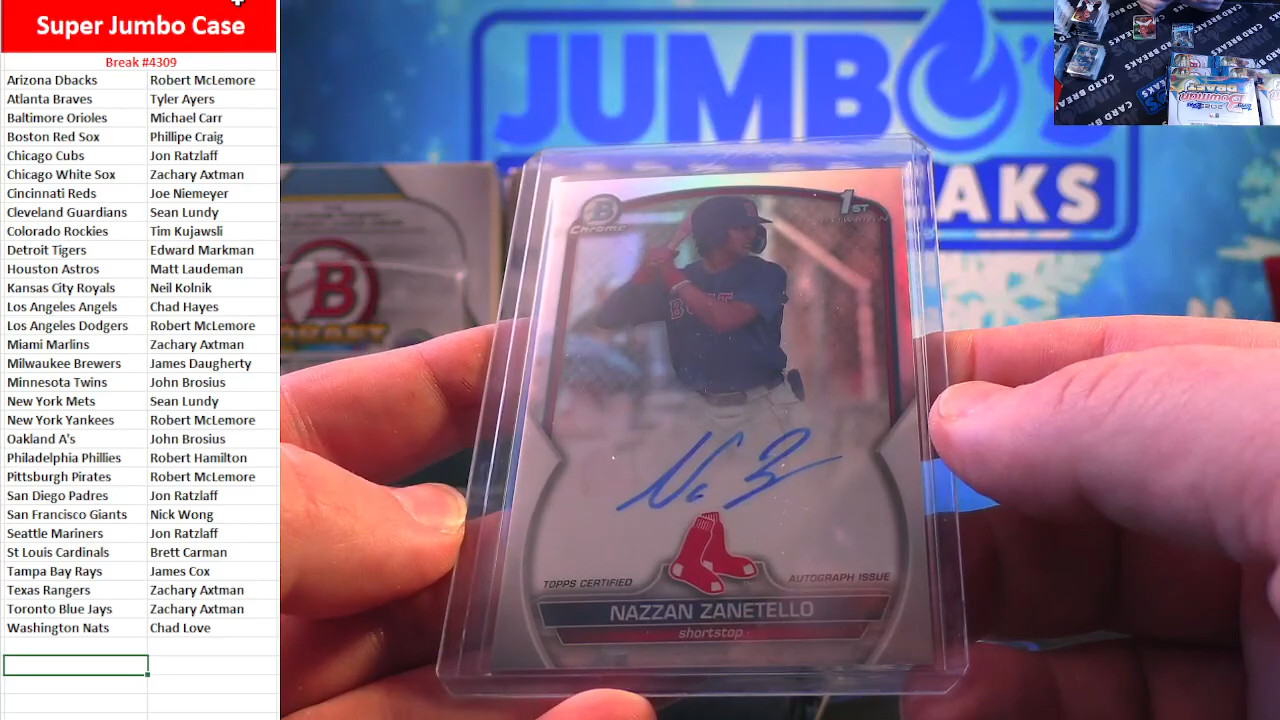 Super Jumbo Case
Break #4309
Arizona Dbacks Robert McLemore
Atlanta Braves Tyler Ayers
Baltimore Orioles Michael Carr
Boston Red Sox Phillipe Craig
Chicago Cubs Jon Ratzlaff
Chicago White Sox Zachary Axtman
Cincinnati Reds Joe Niemeyer
Cleveland Guardians Sean Lundy
Colorado Rockies Tim Kujawsli
Detroit Tigers Edward Markman
Houston Astros Matt Laudeman
Kansas City Royals Neil Kolnik
Los Angeles Angels Chad Hayes
Los Angeles Dodgers Robert McLemore
Miami Marlins Zachary Axtman
Milwaukee Brewers James Daugherty
Minnesota Twins John Brosius
New York Mets Sean Lundy
New York Yankees Robert McLemore
Oakland A's John Brosius
Philadelphia Phillies Robert Hamilton
Pittsburgh Pirates Robert McLemore
San Diego Padres Jon Ratzlaff
San Francisco Giants Nick Wong
Seattle Mariners Jon Ratzlaff
St Louis Cardinals Brett Carman
Tampa Bay Rays James Cox
Texas Rangers Zachary Axtman
Toronto Blue Jays Zachary Axtman
Washington Nats Chad Love
JUMBO'S
EAKS
B
DRAFT
B
Chrome
1ST
BOWMAN
TOPPS CERTIFIED
AUTOGRAPH ISSUE
NAZZAN ZANETELLO
shortstop
CARD BREAKS